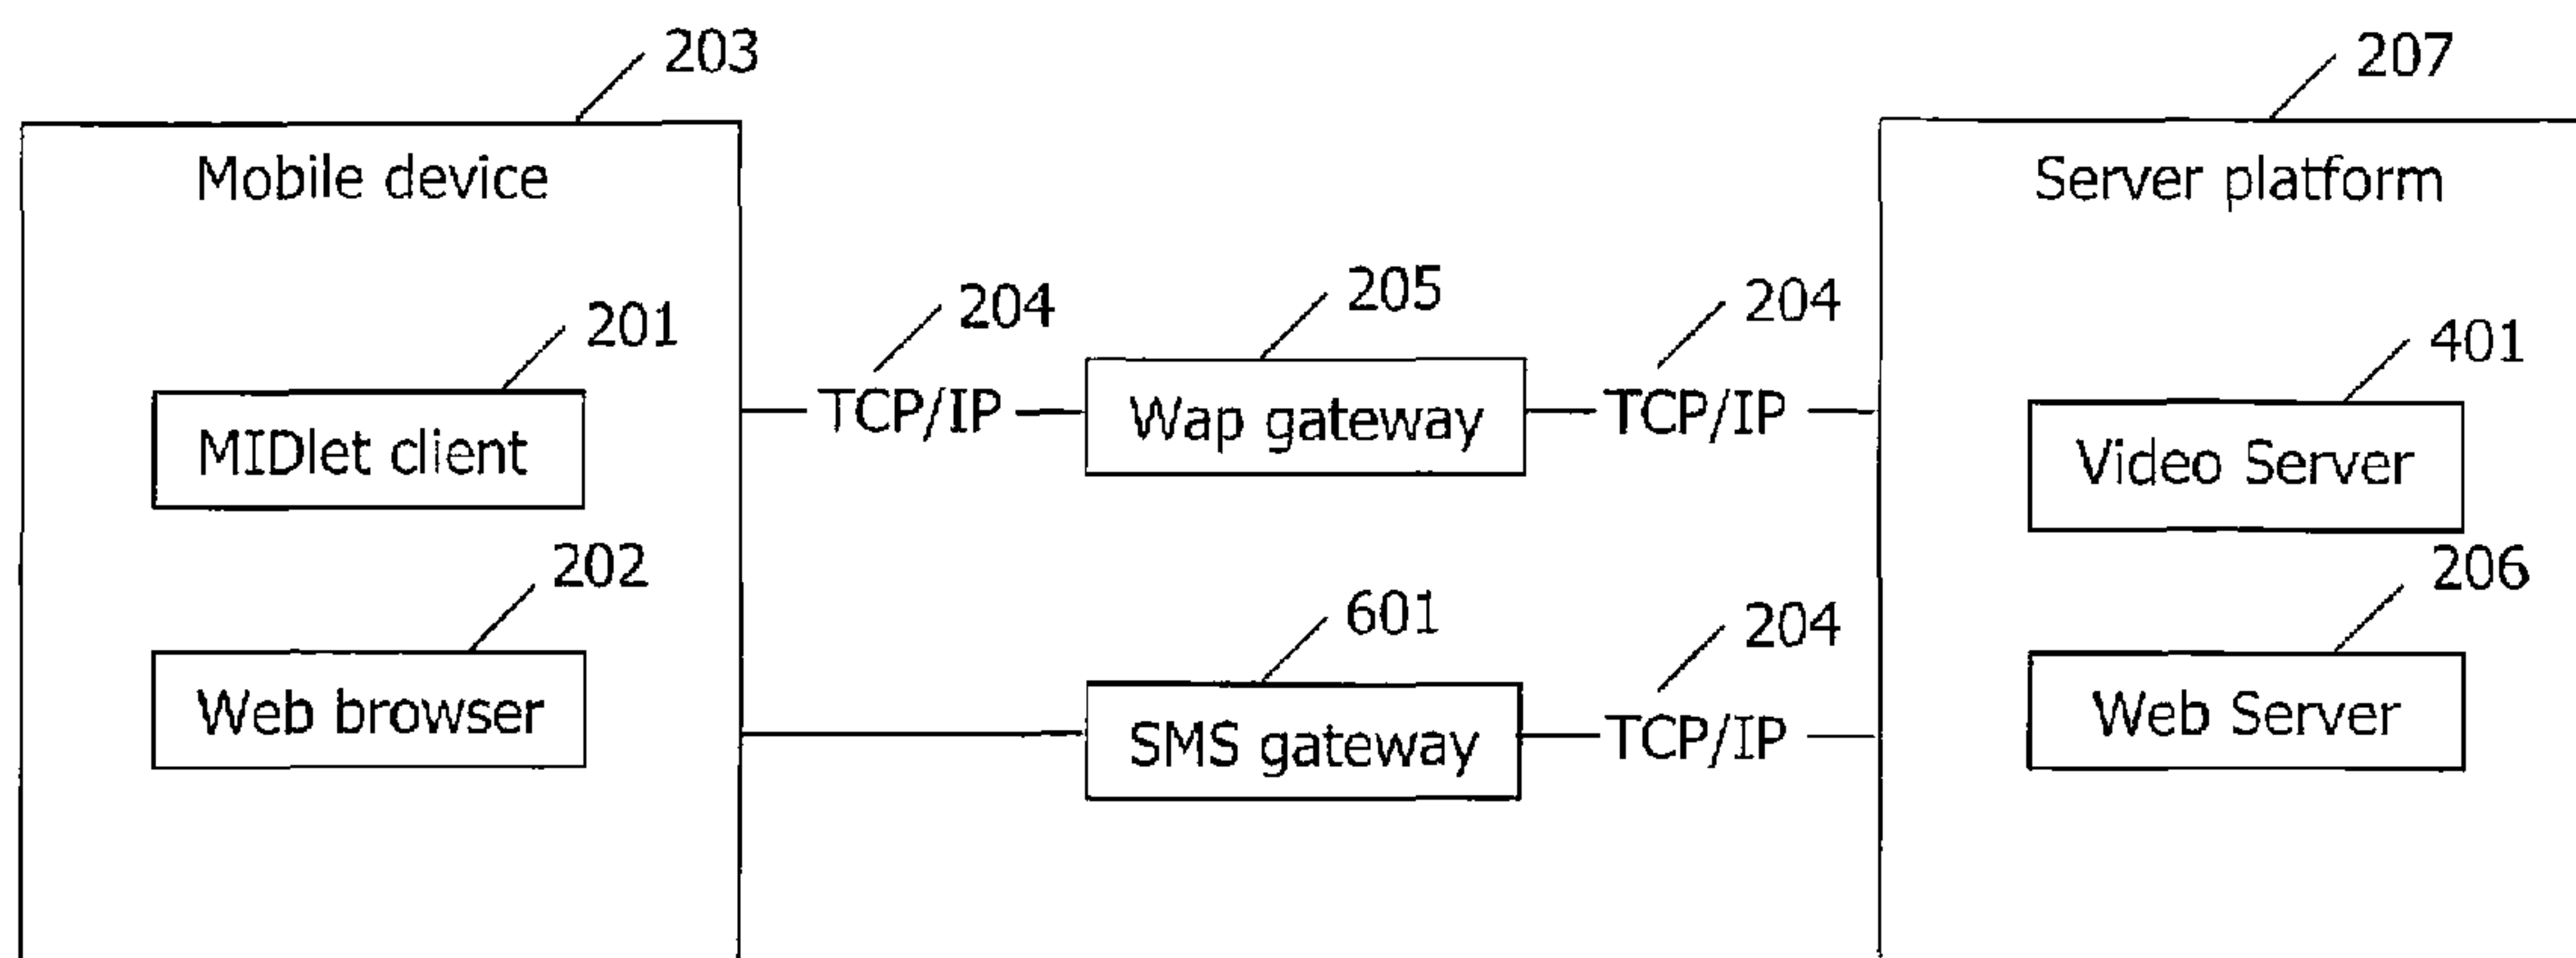 203
207
Mobile device
Server platform
204
205
204
201
401
TCP/IP
Wap gateway
TCP/IP
MIDlet client
Video Server
202
601
204
206
Web browser
SMS gateway
TCP/IP
Web Server